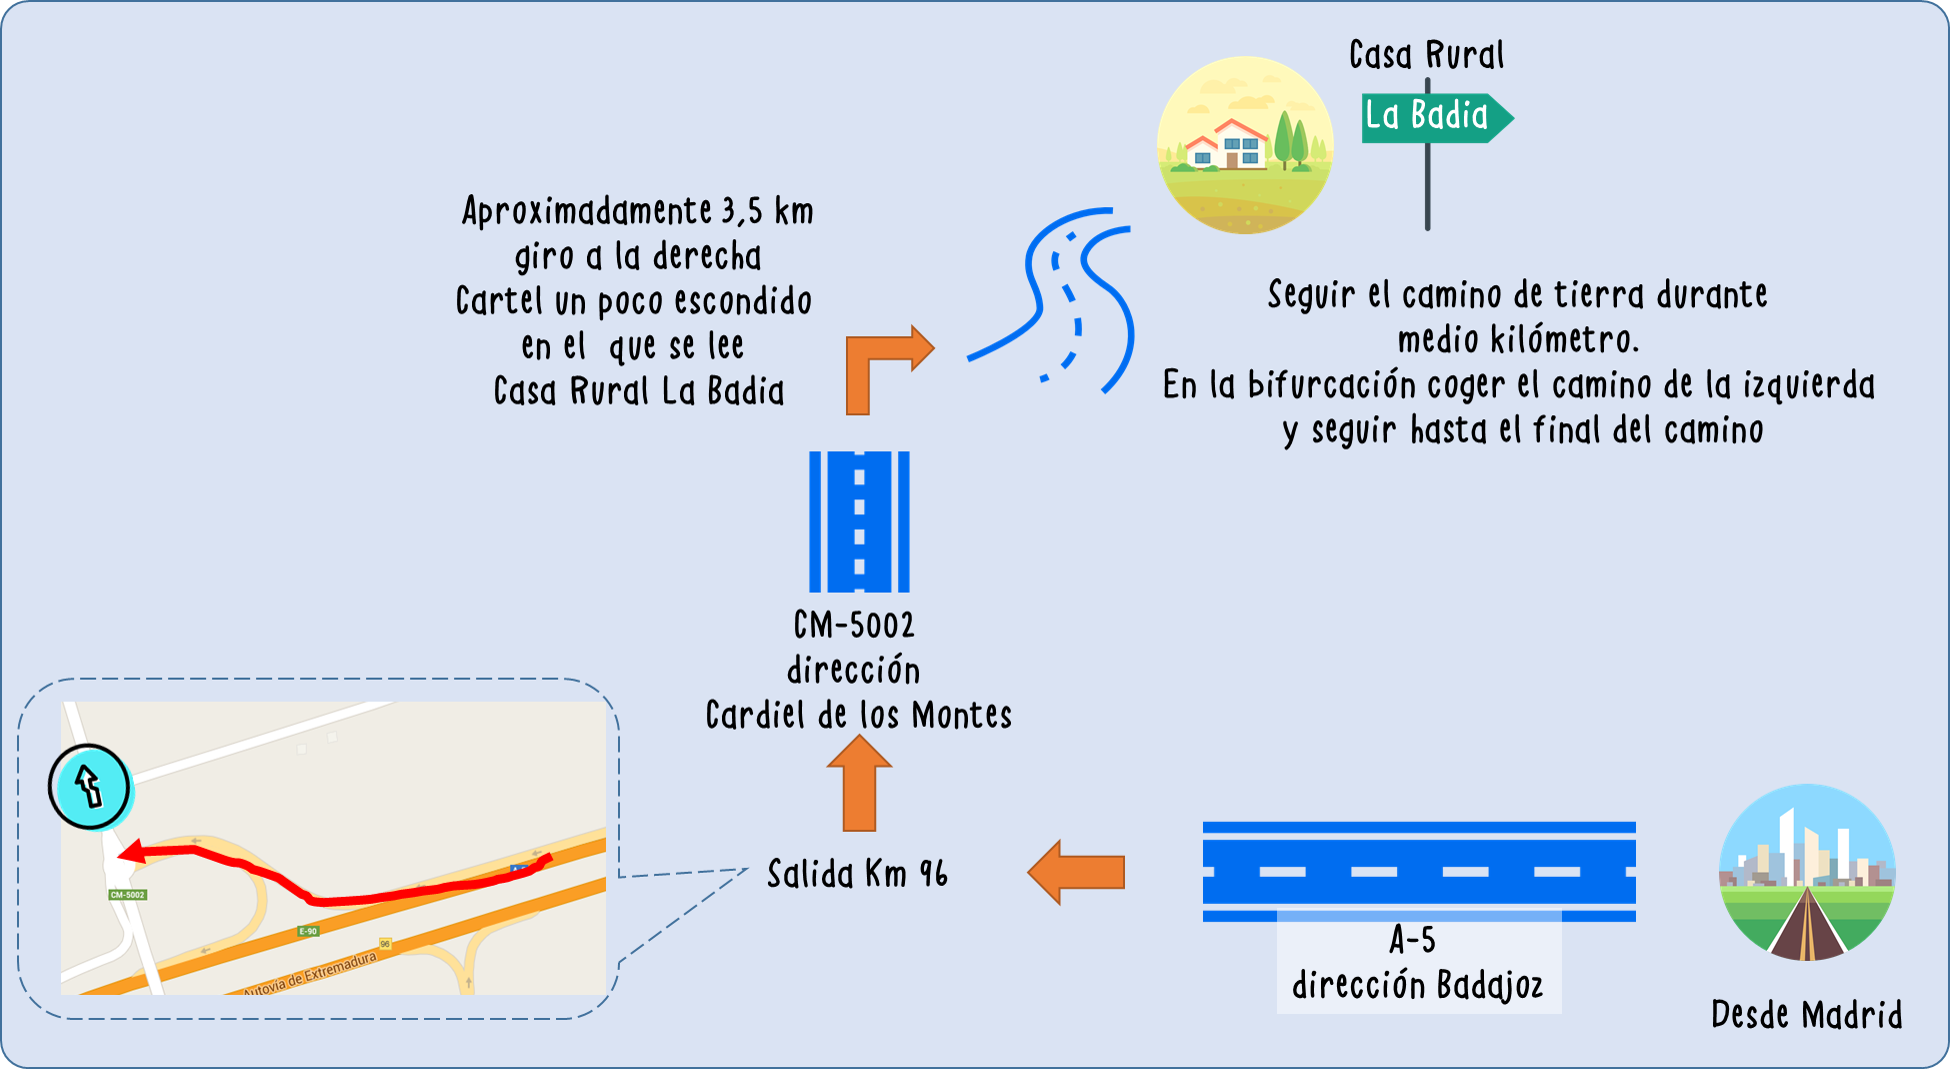 Casa Rural
La Badia
Aproximadamente 3,5 km
giro a la derecha
Cartel un poco escondido
en el que se lee
Casa Rural La Badia
Seguir el camino de tierra durante
medio kilómetro.
En la bifurcación coger el camino de la izquierda
y seguir hasta el final del camino
CM-5002
dirección
Cardiel de los Montes
Salida Km 96
A-5
dirección Badajoz
Desde Madrid
CM-5002
E-90
96
Autovía de Extremadura